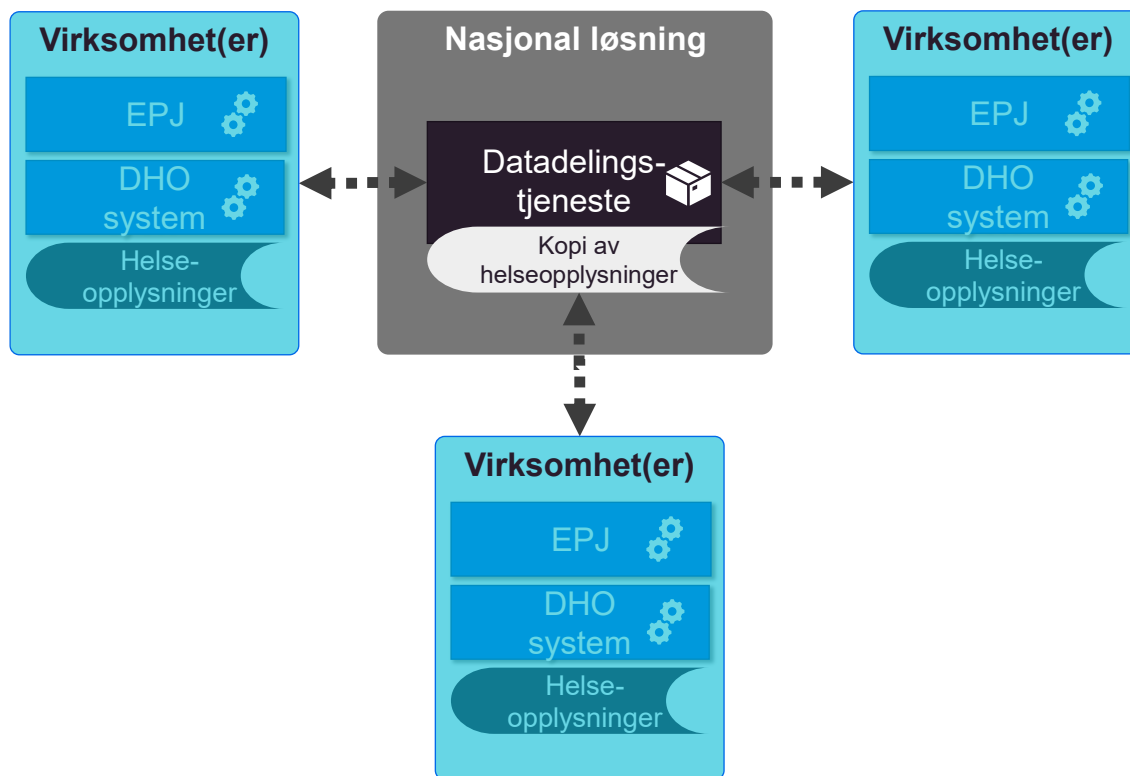 Virksomhet(er)
EPJ
DHO
system
Helse-
opplysninger
Nasjonal løsning
Datadelings-
tjeneste
Kopi av
helseopplysninger
Virksomhet(er)
EPJ
DHO
system
Helse-
opplysninger
Virksomhet(er)
EPJ
DHO
system
Helse-
opplysninger